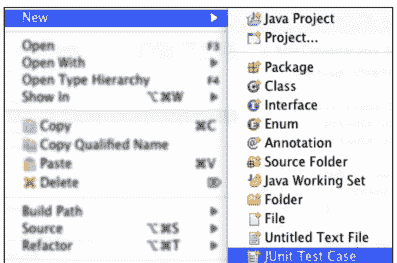 New
Open F3
Open With
Open Type Hierarchy F4
Show In ⌥⌘W
Copy ⌘C
Copy Qualified Name
Paste ⌘V
Delete ⌦
Build Path
Source ⌥⌘S
Refactor ⌥⌘T
Java Project
Project...
Package
Class
Interface
Enum
Annotation
Source Folder
Java Working Set
Folder
File
Untitled Text File
JUnit Test Case